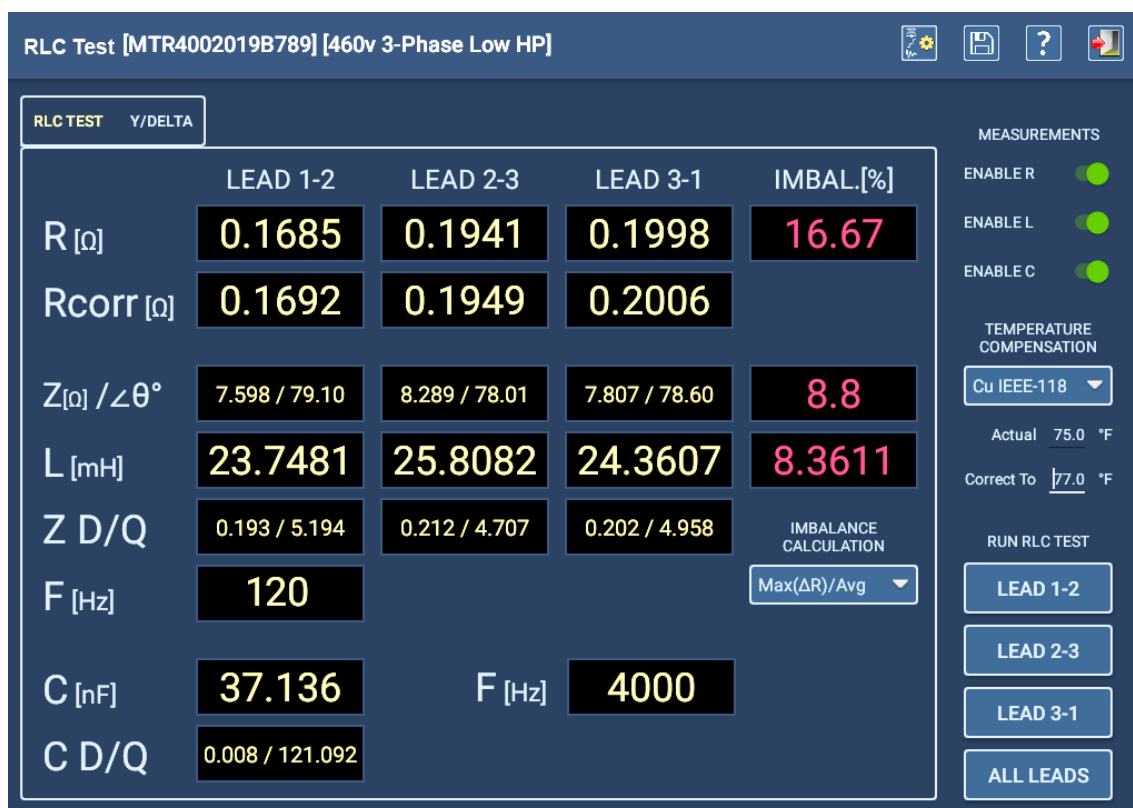 RLC Test [MTR4002019B789] [460v 3-Phase Low HP]
RLC TEST Y/DELTA
LEAD 1-2 LEAD 2-3 LEAD 3-1 IMBAL.[%]
R [Ω] 0.1685 0.1941 0.1998 16.67
Rcorr [Ω] 0.1692 0.1949 0.2006
Z[Ω] /∠θ° 7.598 / 79.10 8.289 / 78.01 7.807 / 78.60 8.8
L [mH] 23.7481 25.8082 24.3607 8.3611
Z D/Q 0.193 / 5.194 0.212 / 4.707 0.202 / 4.958
IMBALANCE
CALCULATION
F [Hz] 120 Max(ΔR)/Avg
C [nF] 37.136 F [Hz] 4000
C D/Q 0.008 / 121.092
MEASUREMENTS
ENABLE R
ENABLE L
ENABLE C
TEMPERATURE
COMPENSATION
Cu IEEE-118
Actual 75.0 °F
Correct To 77.0 °F
RUN RLC TEST
LEAD 1-2
LEAD 2-3
LEAD 3-1
ALL LEADS